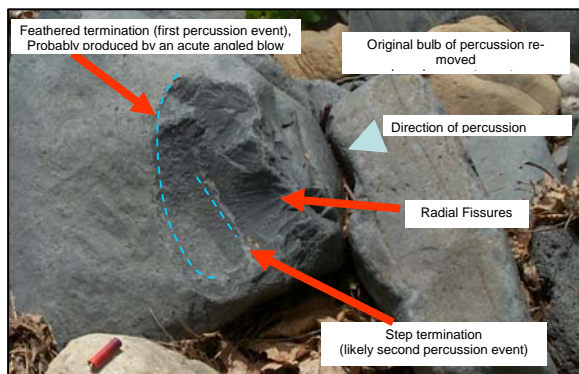 Feathered termination (first percussion event),
Probably produced by an acute angled blow
Original bulb of percussion re-
moved
Direction of percussion
Radial Fissures
Step termination
(likely second percussion event)